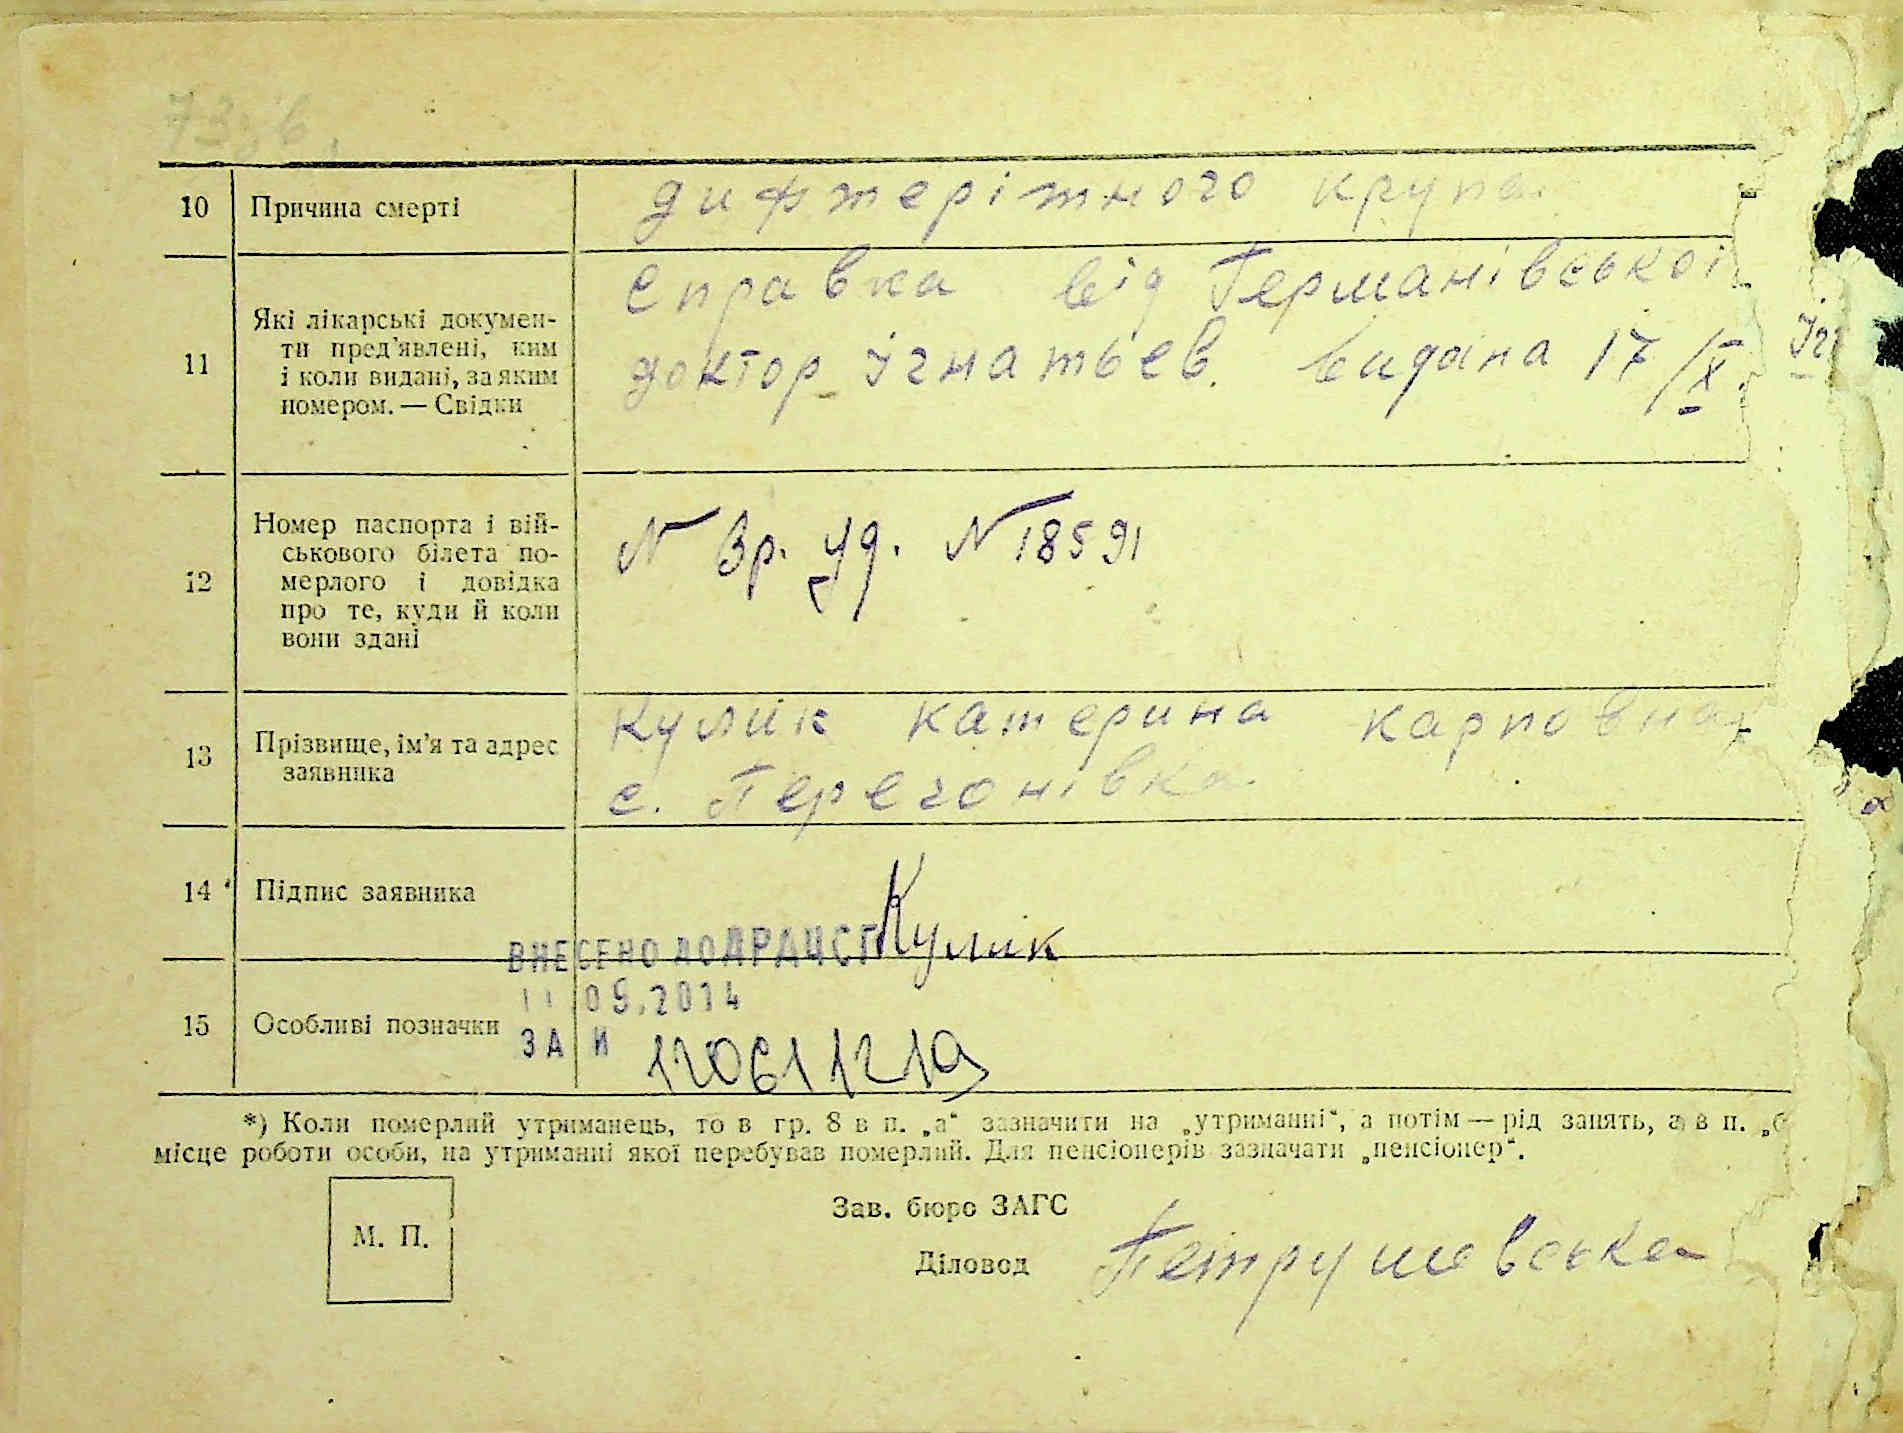 73 в.
10 Причина смерті
дифтерітного крупа
11 Які лікарські докумен-
ти пред'явлені, ким
і коли видані, за яким
номером. — Свідки
справка від Германівської
доктор Ігнатьєв. видана 17/X.
12 Номер паспорта і вій-
ськового білета по-
мерлого і довідка
про те, куди й коли
вони здані
N Вр. уд. N 18591
13 Прізвище, ім'я та адрес
заявника
Кулик катерина карповна
с. Перегонівка
14 Підпис заявника
Кулик
ВНЕСЕНО ДО ДРАЦСГ
11 09.2014
15 Особливі позначки
ЗА И
*) Коли померлий утриманець, то в гр. 8 в п. „а“ зазначити на „утриманні“, а потім — рід занять, а в п. „б
місце роботи особи, на утриманні якої перебував померлий. Для пенсіонерів зазначати „пенсіонер“.
М. П.
Зав. бюро ЗАГС
Діловод
Петрушевська